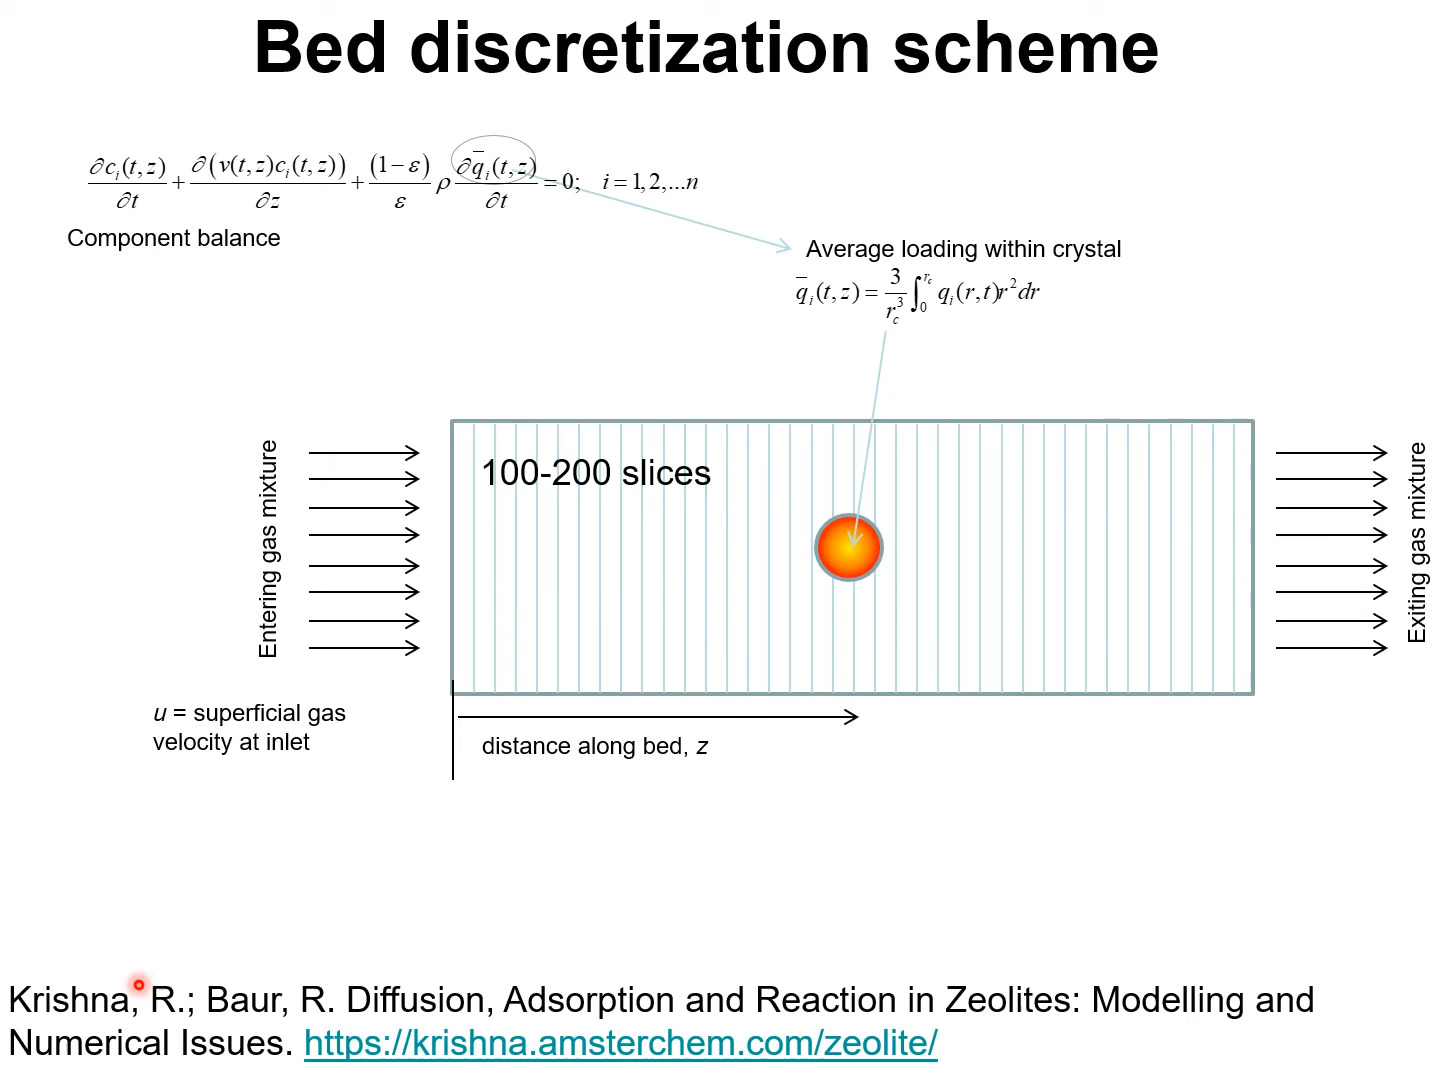 Bed discretization scheme
∂c_i(t,z)/∂t + ∂(v(t,z)c_i(t,z))/∂z + (1−ε)/ε ρ ∂q̄_i(t,z)/∂t = 0; i = 1,2,...n
Component balance
Average loading within crystal
q̄_i(t,z) = 3/r_c^3 ∫_0^{r_c} q_i(r,t)r^2dr
Entering gas mixture
100-200 slices
Exiting gas mixture
u = superficial gas
velocity at inlet
distance along bed, z
Krishna, R.; Baur, R. Diffusion, Adsorption and Reaction in Zeolites: Modelling and
Numerical Issues. https://krishna.amsterchem.com/zeolite/